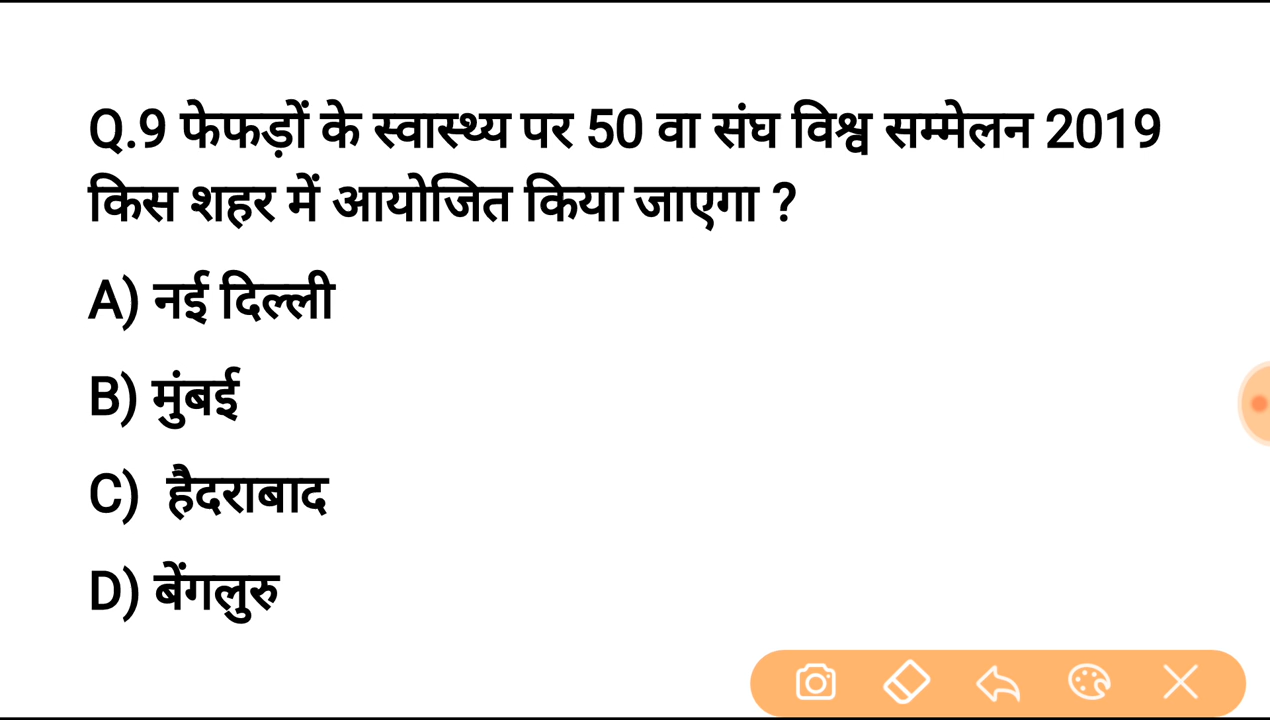 Q.9 फेफड़ों के स्वास्थ्य पर 50 वा संघ विश्व सम्मेलन 2019
किस शहर में आयोजित किया जाएगा ?
A) नई दिल्ली
B) मुंबई
C) हैदराबाद
D) बेंगलुरु